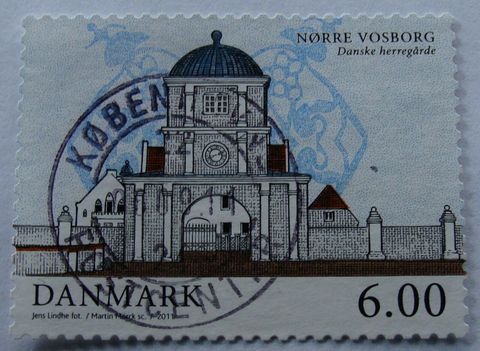 NØRRE VOSBORG
Danske herregårde
KØBEN
DANMARK
6.00
Jens Lindhe fot. / Martin Mörck sc. / 2011